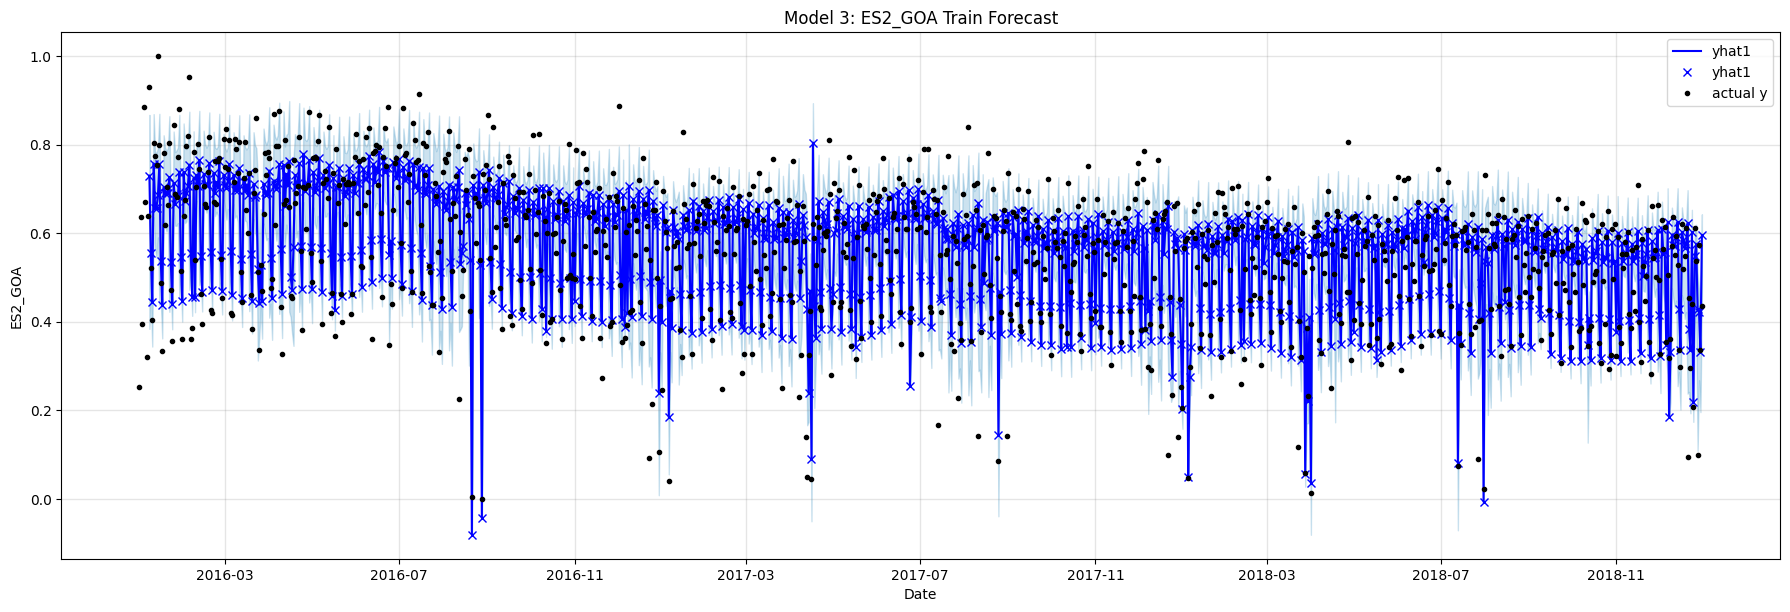 Model 3: ES2_GOA Train Forecast
yhat1
yhat1
actual y
ES2_GOA
1.0
0.8
0.6
0.4
0.2
0.0
2016-03 2016-07 2016-11 2017-03 2017-07 2017-11 2018-03 2018-07 2018-11
Date